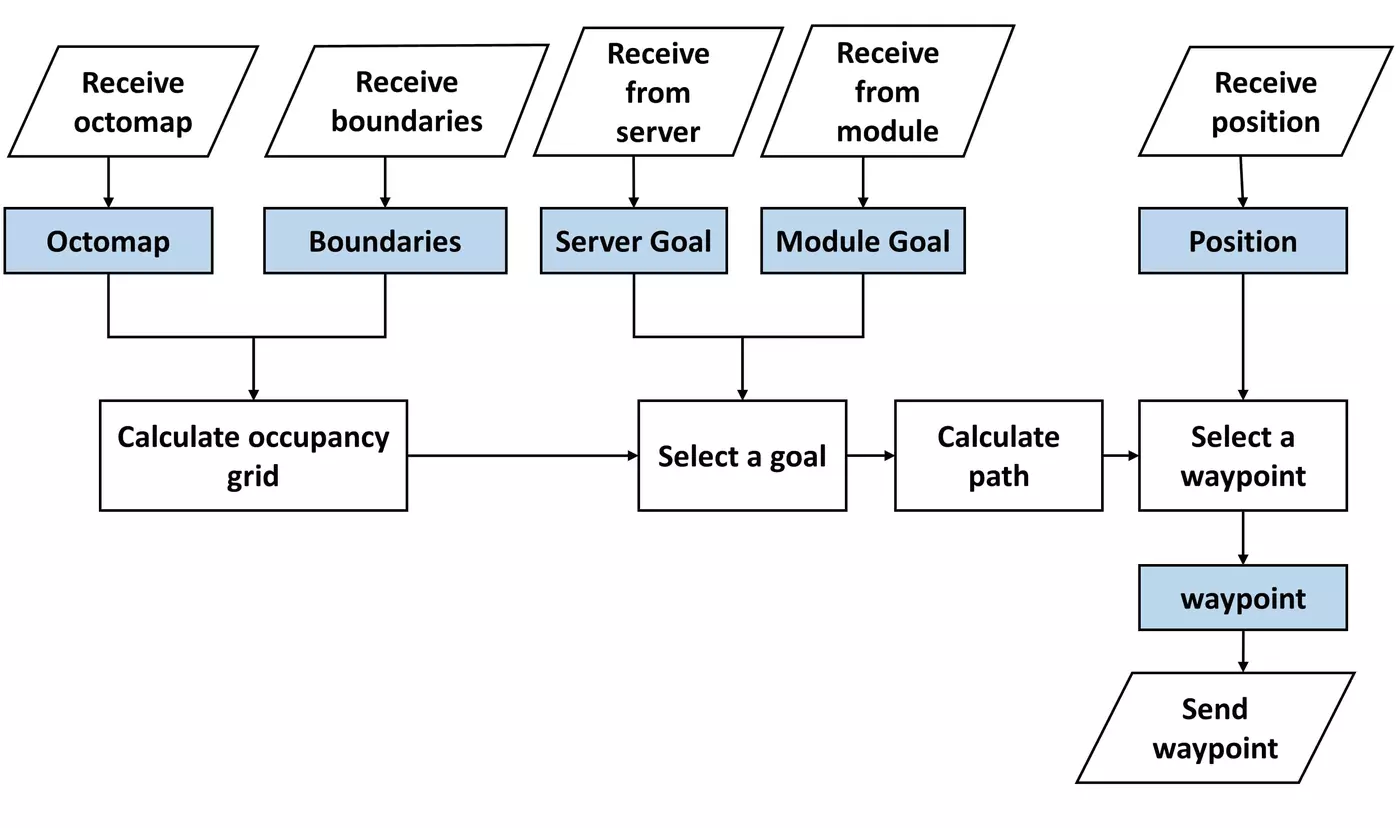 Receive
octomap
Receive
boundaries
Receive
from
server
Receive
from
module
Receive
position
Octomap
Boundaries
Server Goal
Module Goal
Position
Calculate occupancy
grid
Select a goal
Calculate
path
Select a
waypoint
waypoint
Send
waypoint